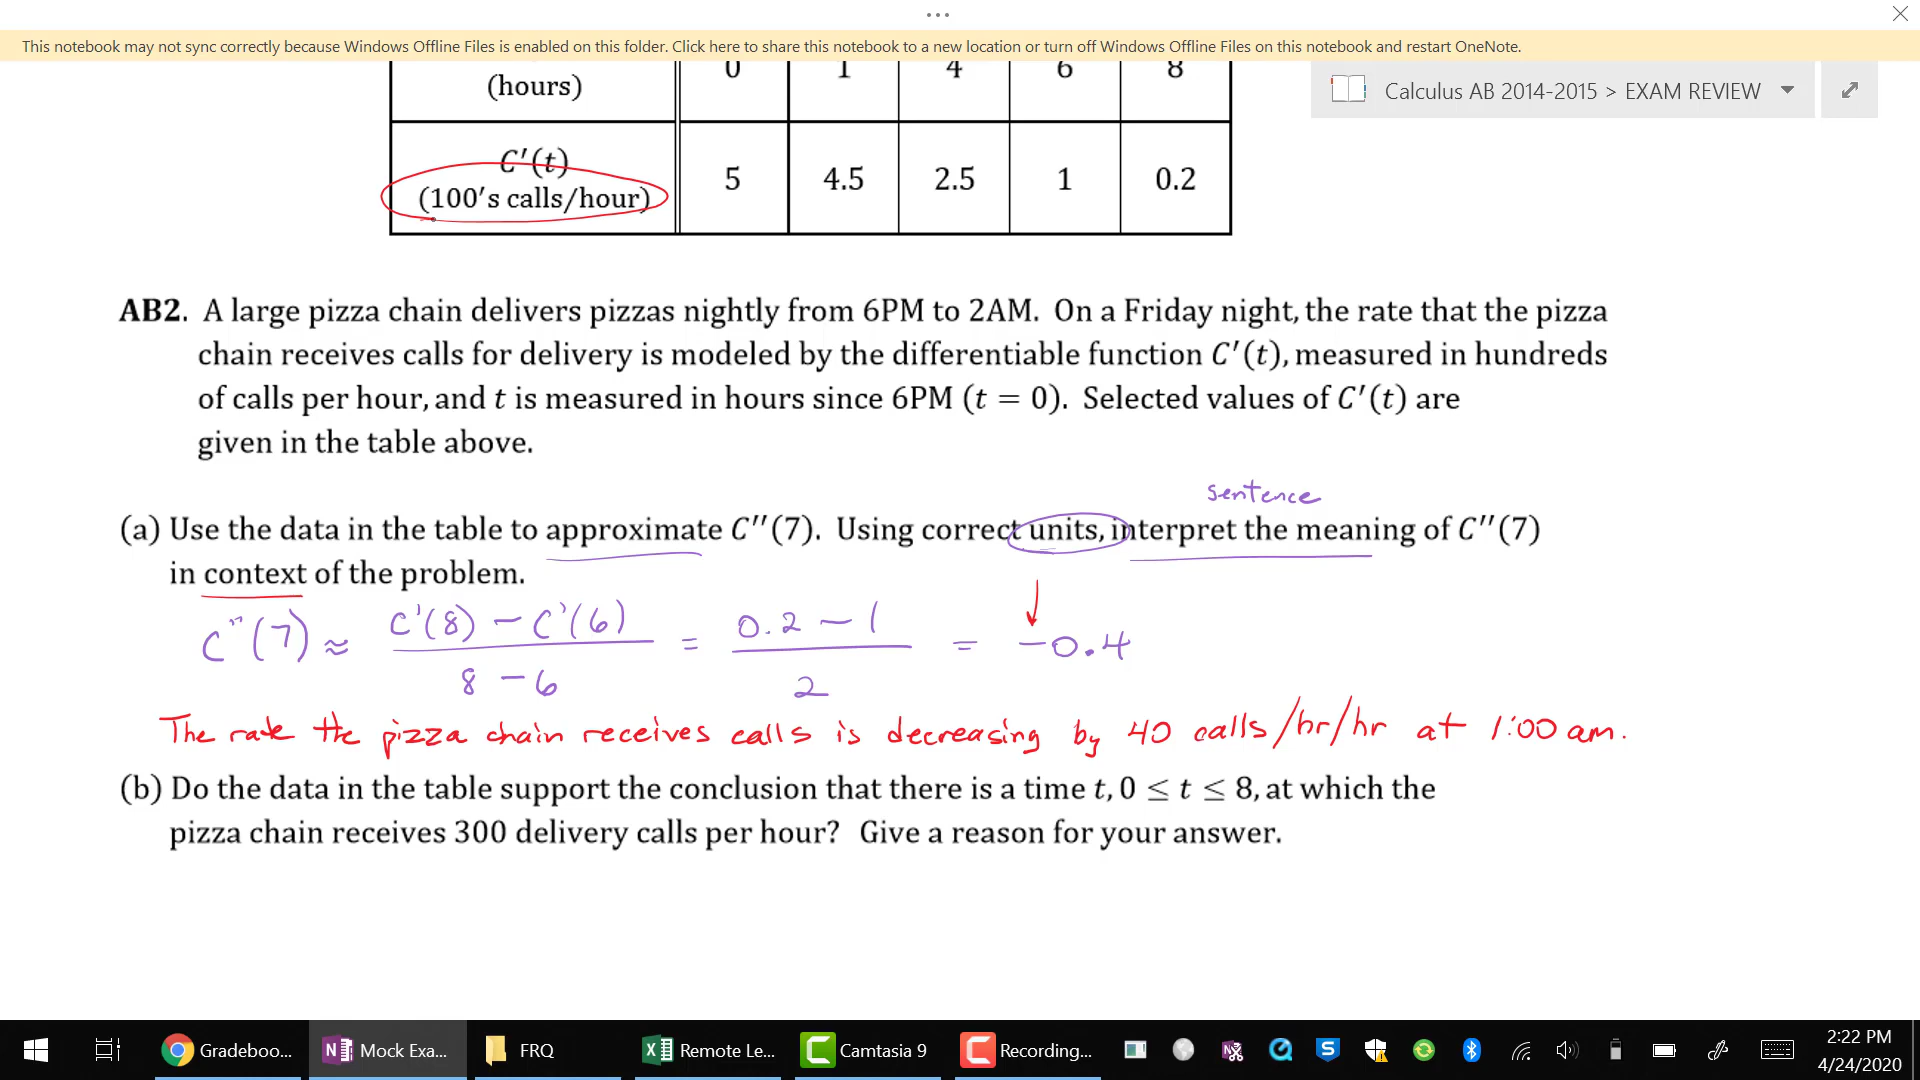 This notebook may not sync correctly because Windows Offline Files is enabled on this folder. Click here to share this notebook to a new location or turn off Windows Offline Files on this notebook and restart OneNote.
(hours) 0 1 4 6 8
Calculus AB 2014-2015 > EXAM REVIEW
C′(t)
(100′s calls/hour) 5 4.5 2.5 1 0.2
AB2. A large pizza chain delivers pizzas nightly from 6PM to 2AM. On a Friday night, the rate that the pizza
chain receives calls for delivery is modeled by the differentiable function C′(t), measured in hundreds
of calls per hour, and t is measured in hours since 6PM (t = 0). Selected values of C′(t) are
given in the table above.
sentence
(a) Use the data in the table to approximate C′′(7). Using correct units, interpret the meaning of C′′(7)
in context of the problem.
C''(7) ≈ C'(8) - C'(6) / 8 - 6 = 0.2 - 1 / 2 = -0.4
The rate the pizza chain receives calls is decreasing by 40 calls/hr/hr at 1:00 am.
(b) Do the data in the table support the conclusion that there is a time t, 0 ≤ t ≤ 8, at which the
pizza chain receives 300 delivery calls per hour? Give a reason for your answer.
Gradeboo... Mock Exa... FRQ Remote Le... Camtasia 9 Recording... 2:22 PM
4/24/2020